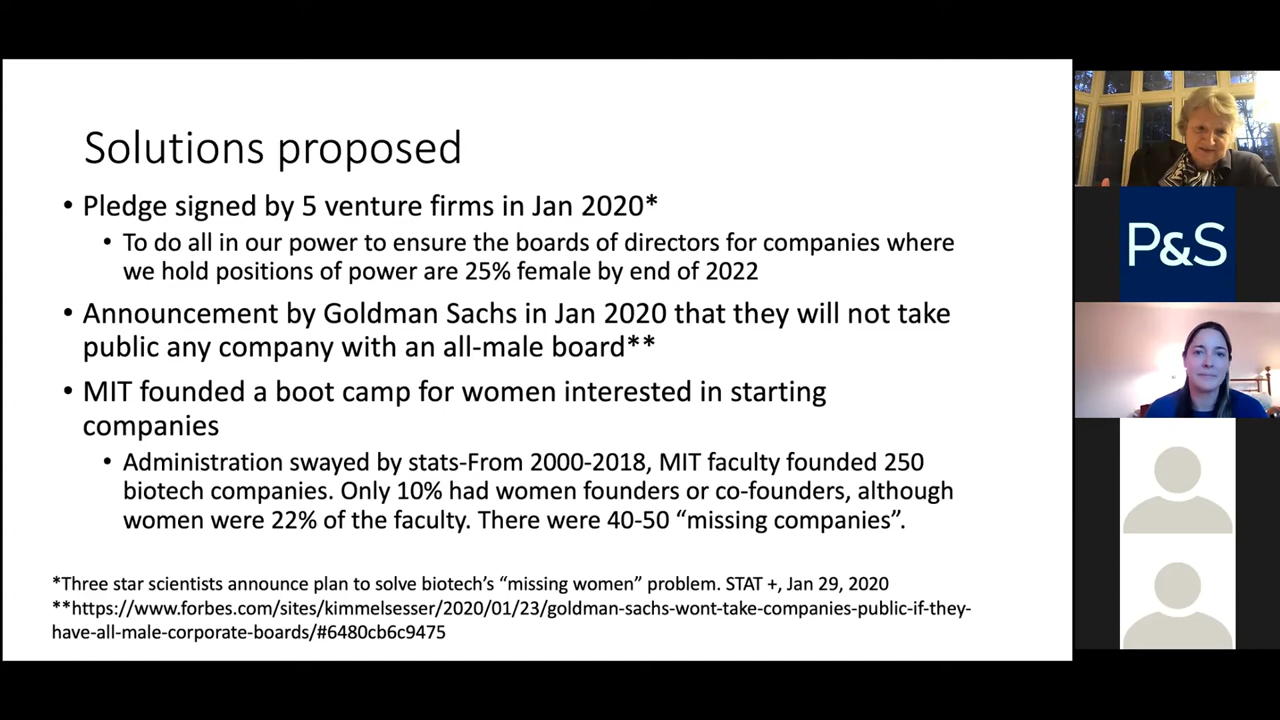 Solutions proposed
• Pledge signed by 5 venture firms in Jan 2020*
• To do all in our power to ensure the boards of directors for companies where
we hold positions of power are 25% female by end of 2022
• Announcement by Goldman Sachs in Jan 2020 that they will not take
public any company with an all-male board**
• MIT founded a boot camp for women interested in starting
companies
• Administration swayed by stats-From 2000-2018, MIT faculty founded 250
biotech companies. Only 10% had women founders or co-founders, although
women were 22% of the faculty. There were 40-50 “missing companies”.
*Three star scientists announce plan to solve biotech’s “missing women” problem. STAT +, Jan 29, 2020
**https://www.forbes.com/sites/kimmelsesser/2020/01/23/goldman-sachs-wont-take-companies-public-if-they-
have-all-male-corporate-boards/#6480cb6c9475
P&S